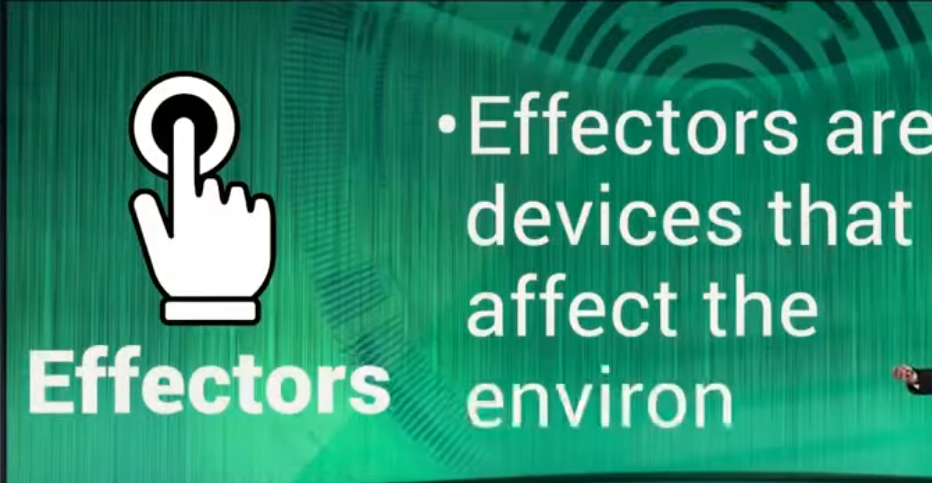 Effectors
•Effectors are
devices that
affect the
environ